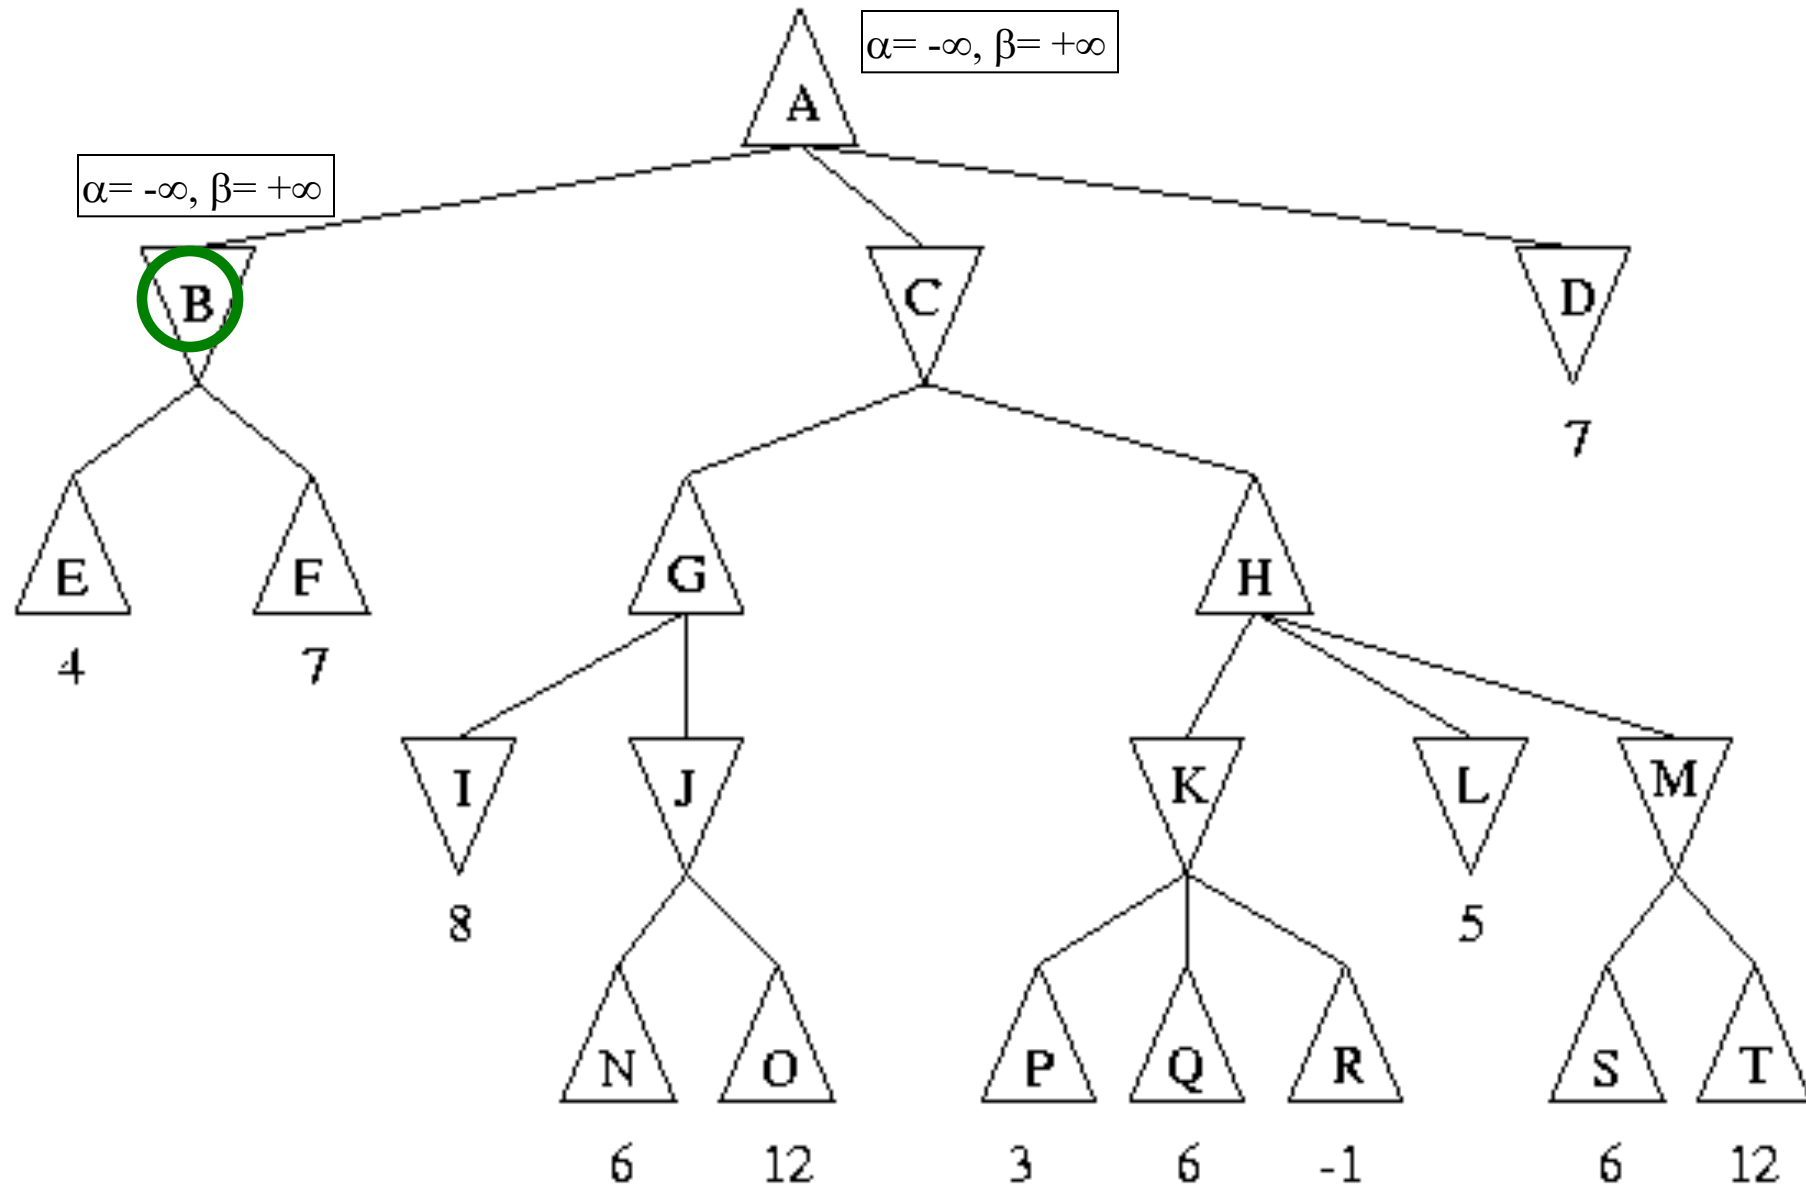 α= -∞, β= +∞
A
α= -∞, β= +∞
B C D
7
E F G H
4 7
I J K L M
8 5
N O P Q R S T
6 12 3 6 -1 6 12